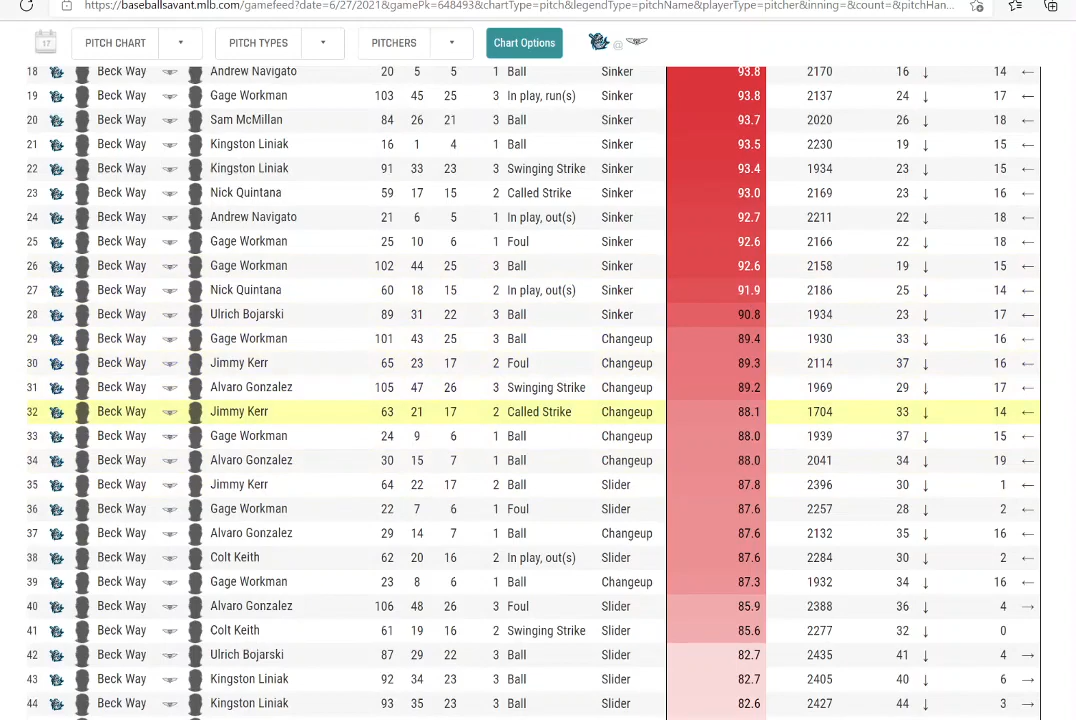 https://baseballsavant.mlb.com/gamefeed?date=6/27/2021&gamePk=648493&chartType=pitch&legendType=pitchName&playerType=pitcher&inning=&count=&pitchHan...
17 PITCH CHART PITCH TYPES PITCHERS Chart Options @
18 Beck Way Andrew Navigato 20 5 5 1 Ball Sinker 93.8 2170 16 ↓ 14 ←
19 Beck Way Gage Workman 103 45 25 3 In play, run(s) Sinker 93.8 2137 24 ↓ 17 ←
20 Beck Way Sam McMillan 84 26 21 3 Ball Sinker 93.7 2020 26 ↓ 18 ←
21 Beck Way Kingston Liniak 16 1 4 1 Ball Sinker 93.5 2230 19 ↓ 15 ←
22 Beck Way Kingston Liniak 91 33 23 3 Swinging Strike Sinker 93.4 1934 23 ↓ 15 ←
23 Beck Way Nick Quintana 59 17 15 2 Called Strike Sinker 93.0 2169 23 ↓ 16 ←
24 Beck Way Andrew Navigato 21 6 5 1 In play, out(s) Sinker 92.7 2211 22 ↓ 18 ←
25 Beck Way Gage Workman 25 10 6 1 Foul Sinker 92.6 2166 22 ↓ 18 ←
26 Beck Way Gage Workman 102 44 25 3 Ball Sinker 92.6 2158 19 ↓ 15 ←
27 Beck Way Nick Quintana 60 18 15 2 In play, out(s) Sinker 91.9 2186 25 ↓ 14 ←
28 Beck Way Ulrich Bojarski 89 31 22 3 Ball Sinker 90.8 1934 23 ↓ 17 ←
29 Beck Way Gage Workman 101 43 25 3 Ball Changeup 89.4 1930 33 ↓ 16 ←
30 Beck Way Jimmy Kerr 65 23 17 2 Foul Changeup 89.3 2114 37 ↓ 16 ←
31 Beck Way Alvaro Gonzalez 105 47 26 3 Swinging Strike Changeup 89.2 1969 29 ↓ 17 ←
32 Beck Way Jimmy Kerr 63 21 17 2 Called Strike Changeup 88.1 1704 33 ↓ 14 ←
33 Beck Way Gage Workman 24 9 6 1 Ball Changeup 88.0 1939 37 ↓ 15 ←
34 Beck Way Alvaro Gonzalez 30 15 7 1 Ball Changeup 88.0 2041 34 ↓ 19 ←
35 Beck Way Jimmy Kerr 64 22 17 2 Ball Slider 87.8 2396 30 ↓ 1 ←
36 Beck Way Gage Workman 22 7 6 1 Foul Slider 87.6 2257 28 ↓ 2 ←
37 Beck Way Alvaro Gonzalez 29 14 7 1 Ball Changeup 87.6 2132 35 ↓ 16 ←
38 Beck Way Colt Keith 62 20 16 2 In play, out(s) Slider 87.6 2284 30 ↓ 2 ←
39 Beck Way Gage Workman 23 8 6 1 Ball Changeup 87.3 1932 34 ↓ 16 ←
40 Beck Way Alvaro Gonzalez 106 48 26 3 Foul Slider 85.9 2388 36 ↓ 4 →
41 Beck Way Colt Keith 61 19 16 2 Swinging Strike Slider 85.6 2277 32 ↓ 0
42 Beck Way Ulrich Bojarski 87 29 22 3 Ball Slider 82.7 2435 41 ↓ 4 →
43 Beck Way Kingston Liniak 92 34 23 3 Ball Slider 82.7 2405 40 ↓ 6 →
44 Beck Way Kingston Liniak 93 35 23 3 Ball Slider 82.6 2427 44 ↓ 3 →